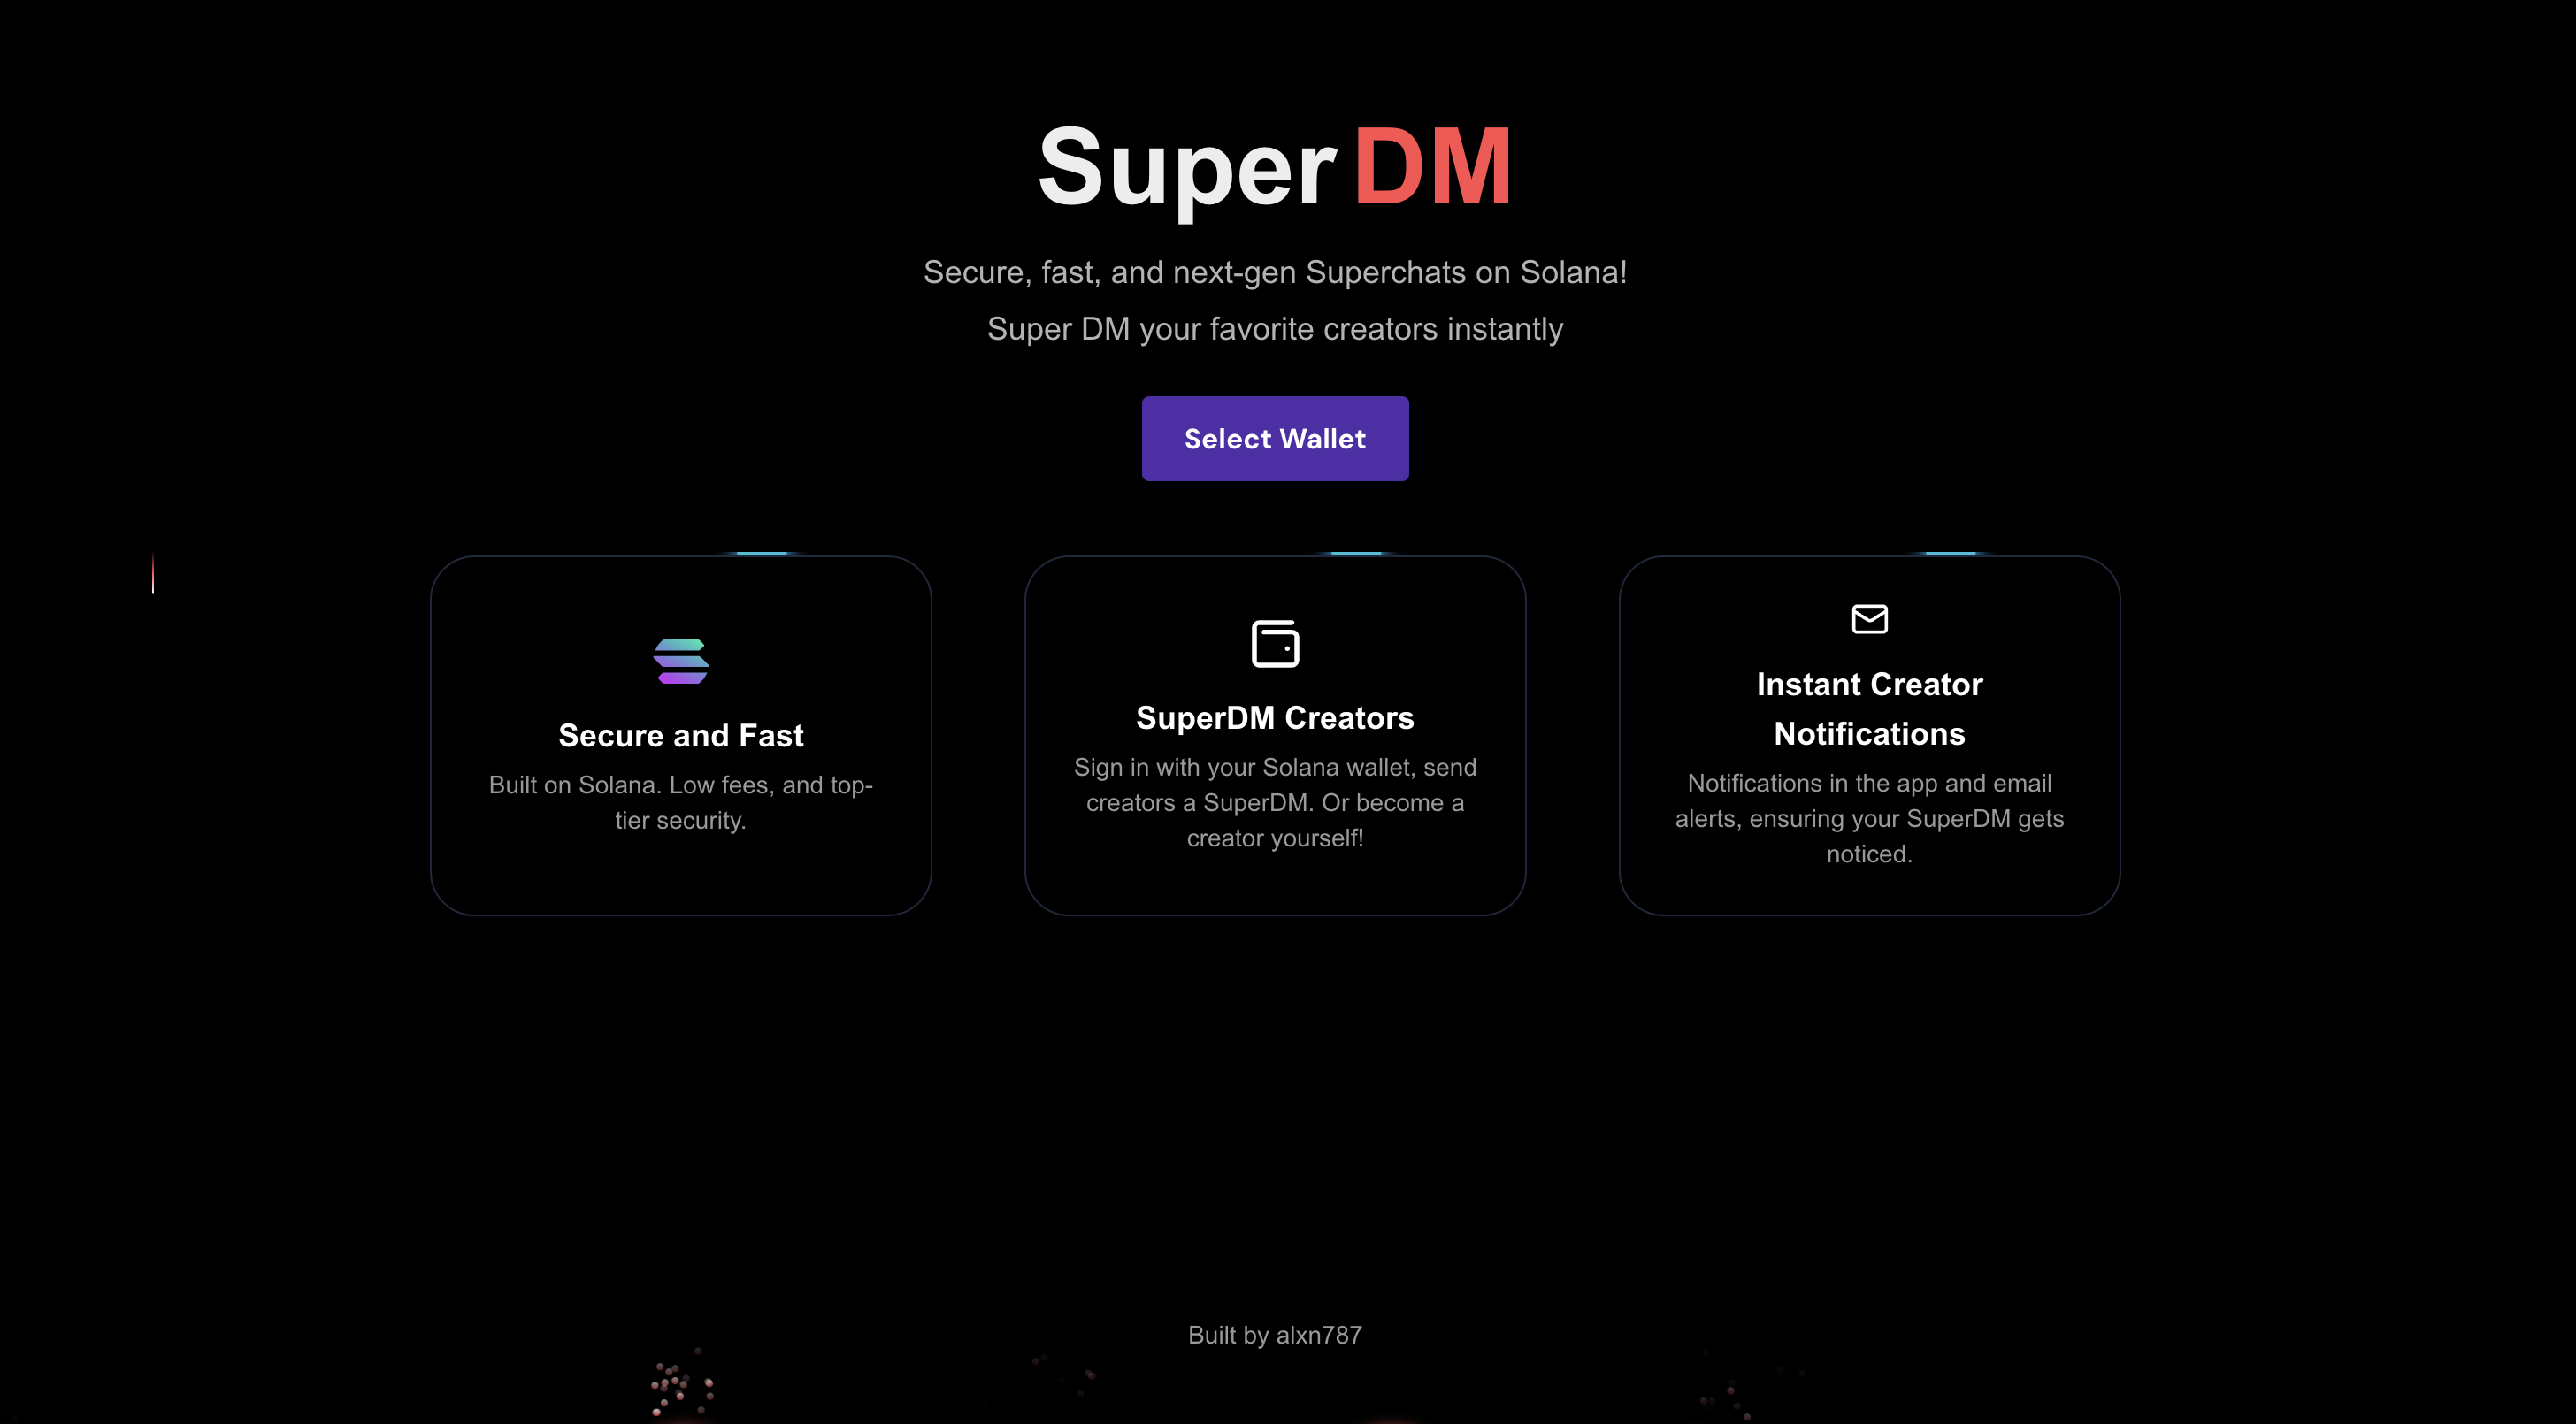 Super DM
Secure, fast, and next-gen Superchats on Solana!
Super DM your favorite creators instantly
Select Wallet
Secure and Fast
Built on Solana. Low fees, and top-
tier security.
SuperDM Creators
Sign in with your Solana wallet, send
creators a SuperDM. Or become a
creator yourself!
Instant Creator
Notifications
Notifications in the app and email
alerts, ensuring your SuperDM gets
noticed.
Built by alxn787